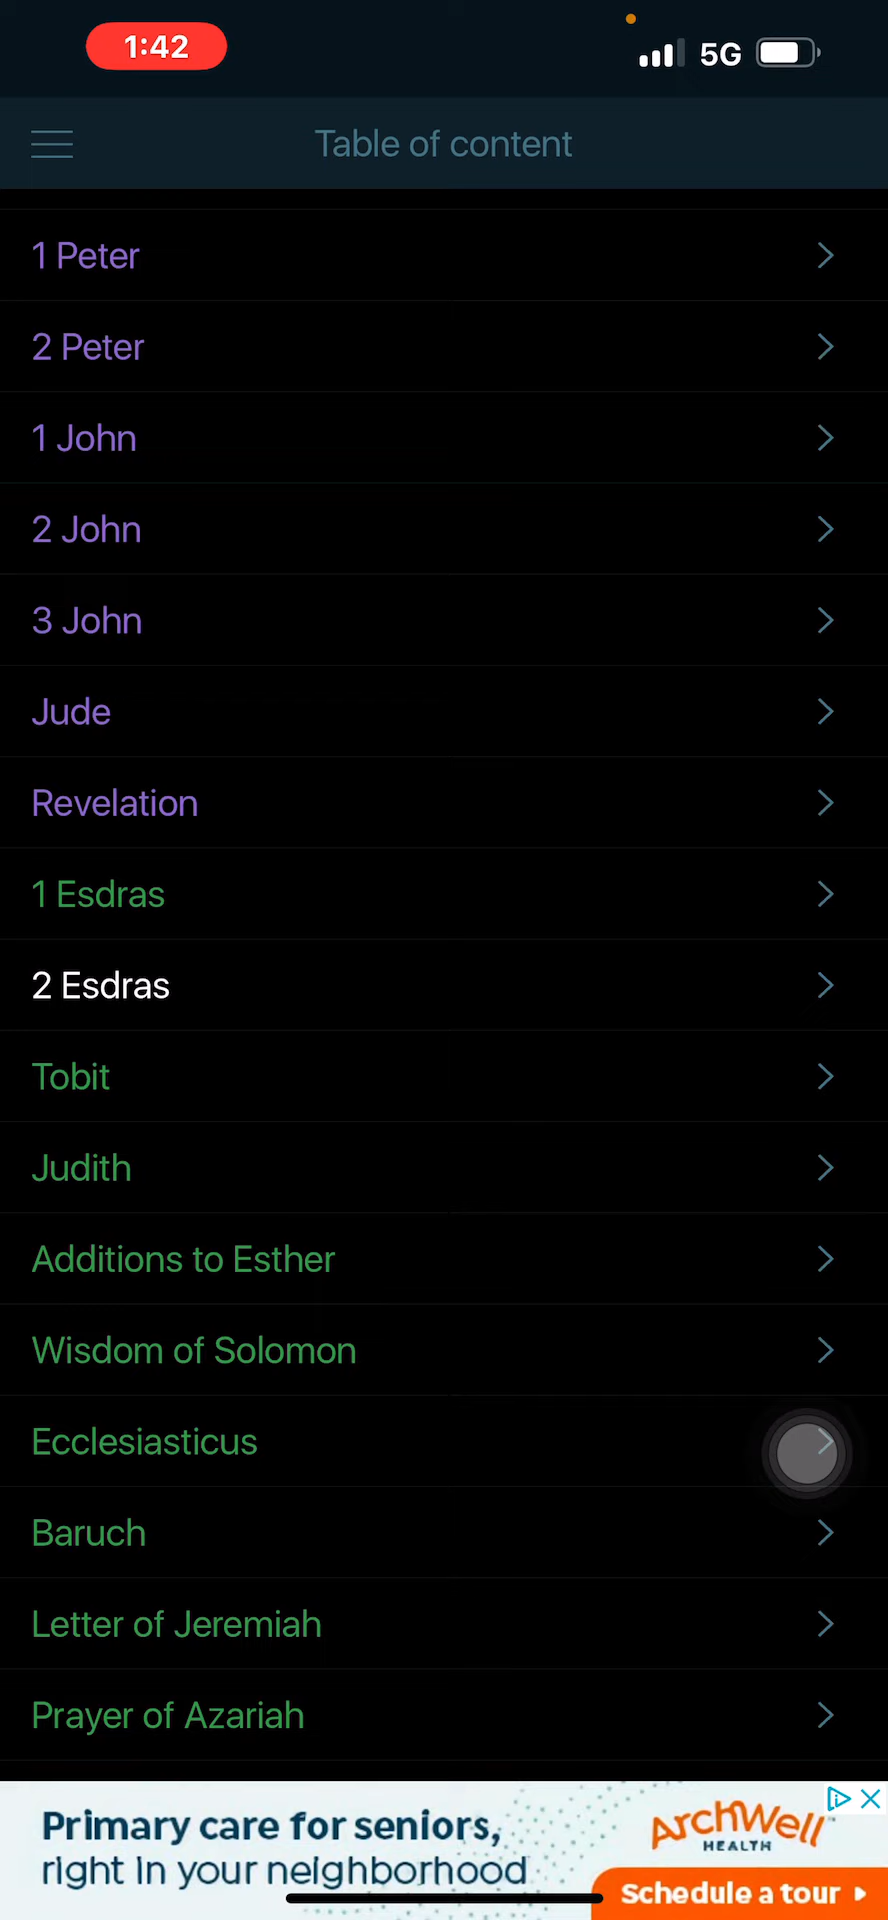 1:42
5G
Table of content
1 Peter
2 Peter
1 John
2 John
3 John
Jude
Revelation
1 Esdras
2 Esdras
Tobit
Judith
Additions to Esther
Wisdom of Solomon
Ecclesiasticus
Baruch
Letter of Jeremiah
Prayer of Azariah
Primary care for seniors,
right in your neighborhood
ArchWell
HEALTH
Schedule a tour